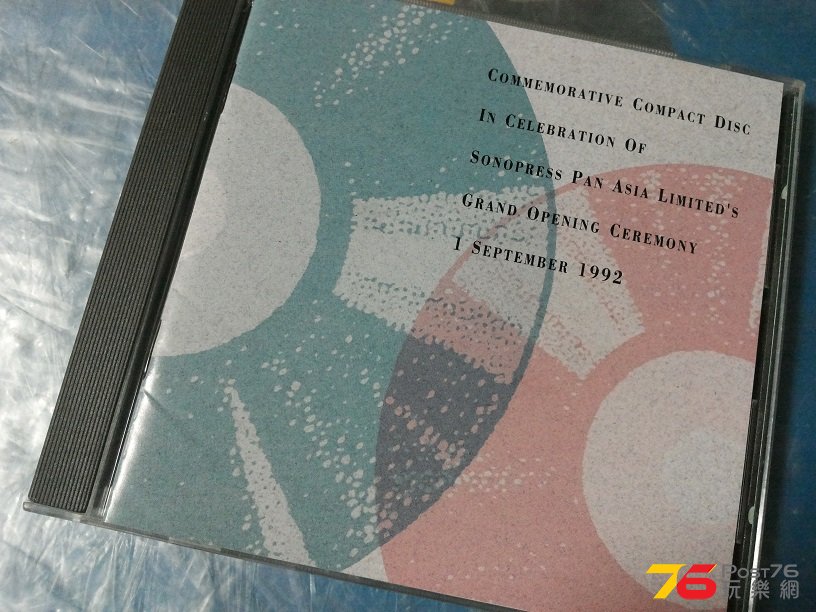 COMMEMORATIVE COMPACT DISC
IN CELEBRATION OF
SONOPRESS PAN ASIA LIMITED'S
GRAND OPENING CEREMONY
1 SEPTEMBER 1992
76 POST76
元樂網